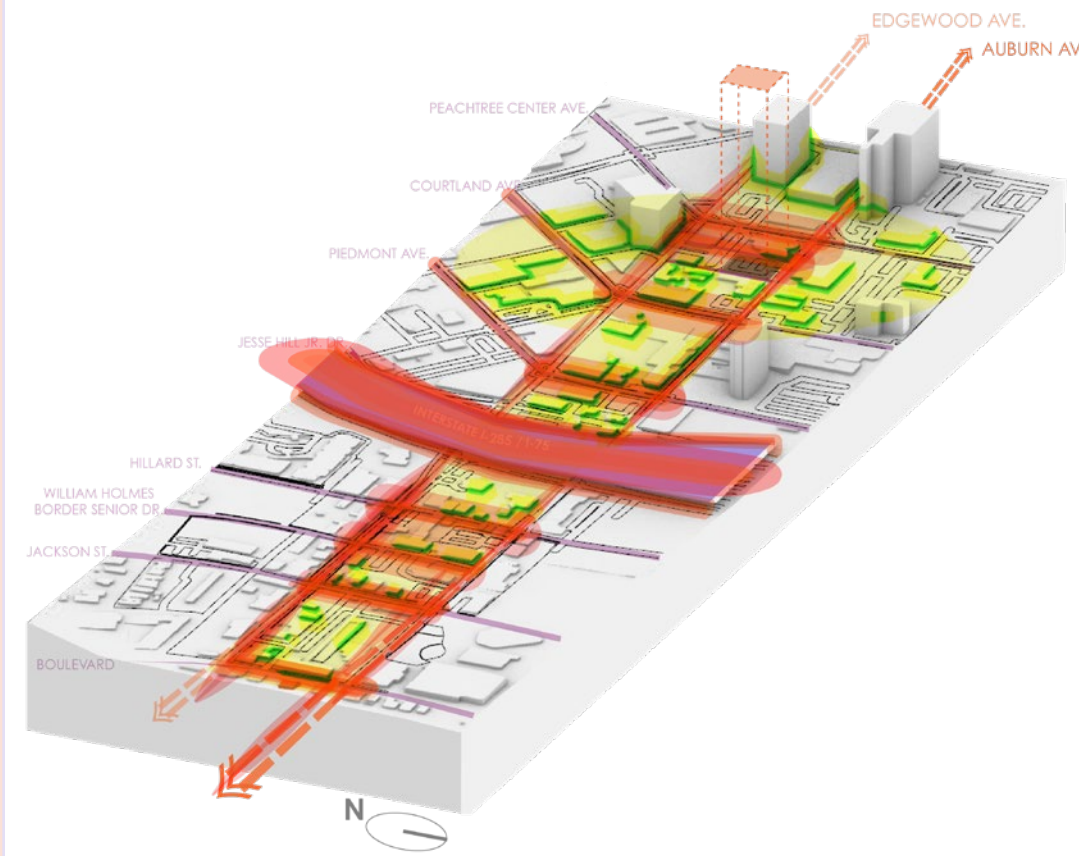 EDGEWOOD AVE.
AUBURN AV
PEACHTREE CENTER AVE.
COURTLAND AVE
PIEDMONT AVE.
JESSE HILL JR. DR.
INTERSTATE I-285 / I-75
HILLARD ST.
WILLIAM HOLMES
BORDER SENIOR DR.
JACKSON ST.
BOULEVARD
N